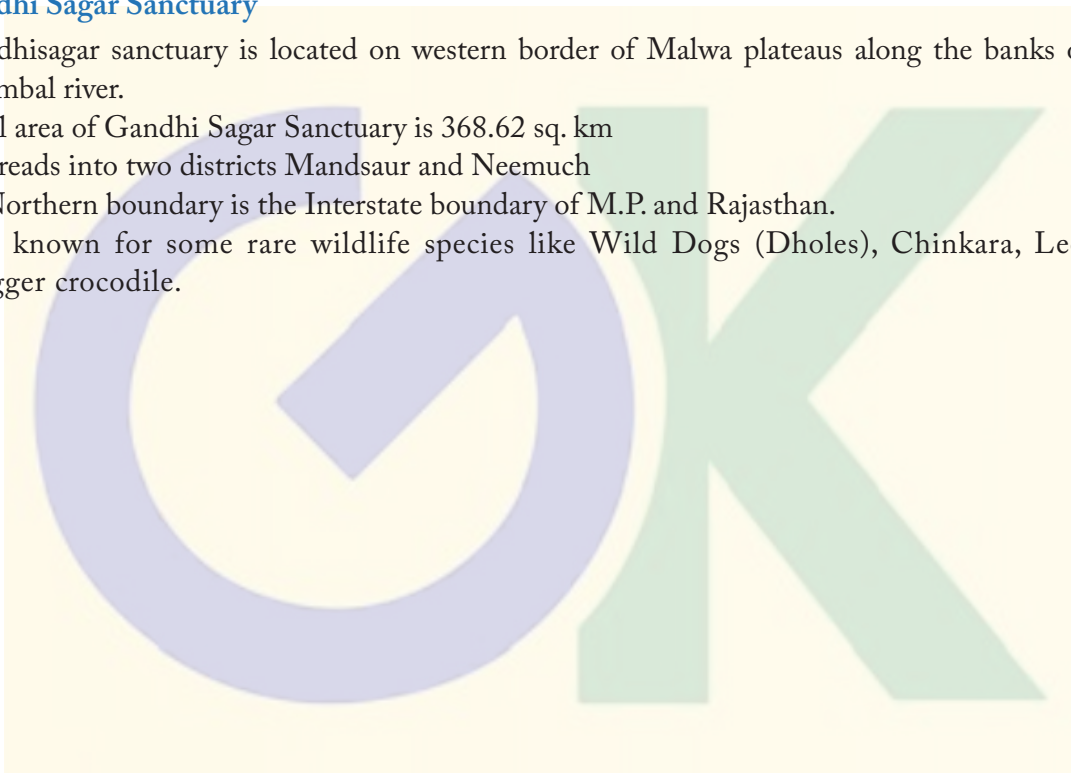 dhi Sagar Sanctuary
dhisagar sanctuary is located on western border of Malwa plateaus along the banks
mbal river.
l area of Gandhi Sagar Sanctuary is 368.62 sq. km
reads into two districts Mandsaur and Neemuch
Northern boundary is the Interstate boundary of M.P. and Rajasthan.
known for some rare wildlife species like Wild Dogs (Dholes), Chinkara, Le
gger crocodile.
GK